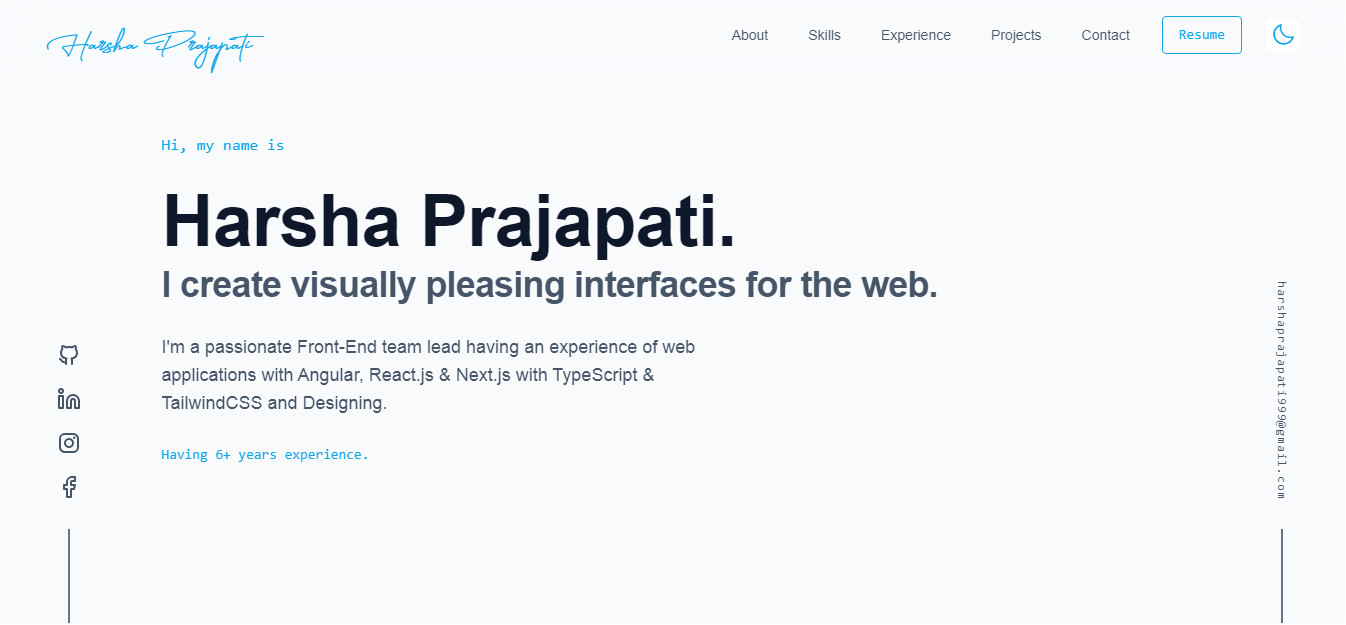 Harsha Prajapati
About Skills Experience Projects Contact Resume
Hi, my name is
Harsha Prajapati.
I create visually pleasing interfaces for the web.
I'm a passionate Front-End team lead having an experience of web
applications with Angular, React.js & Next.js with TypeScript &
TailwindCSS and Designing.
Having 6+ years experience.
harshaprajapati999@gmail.com